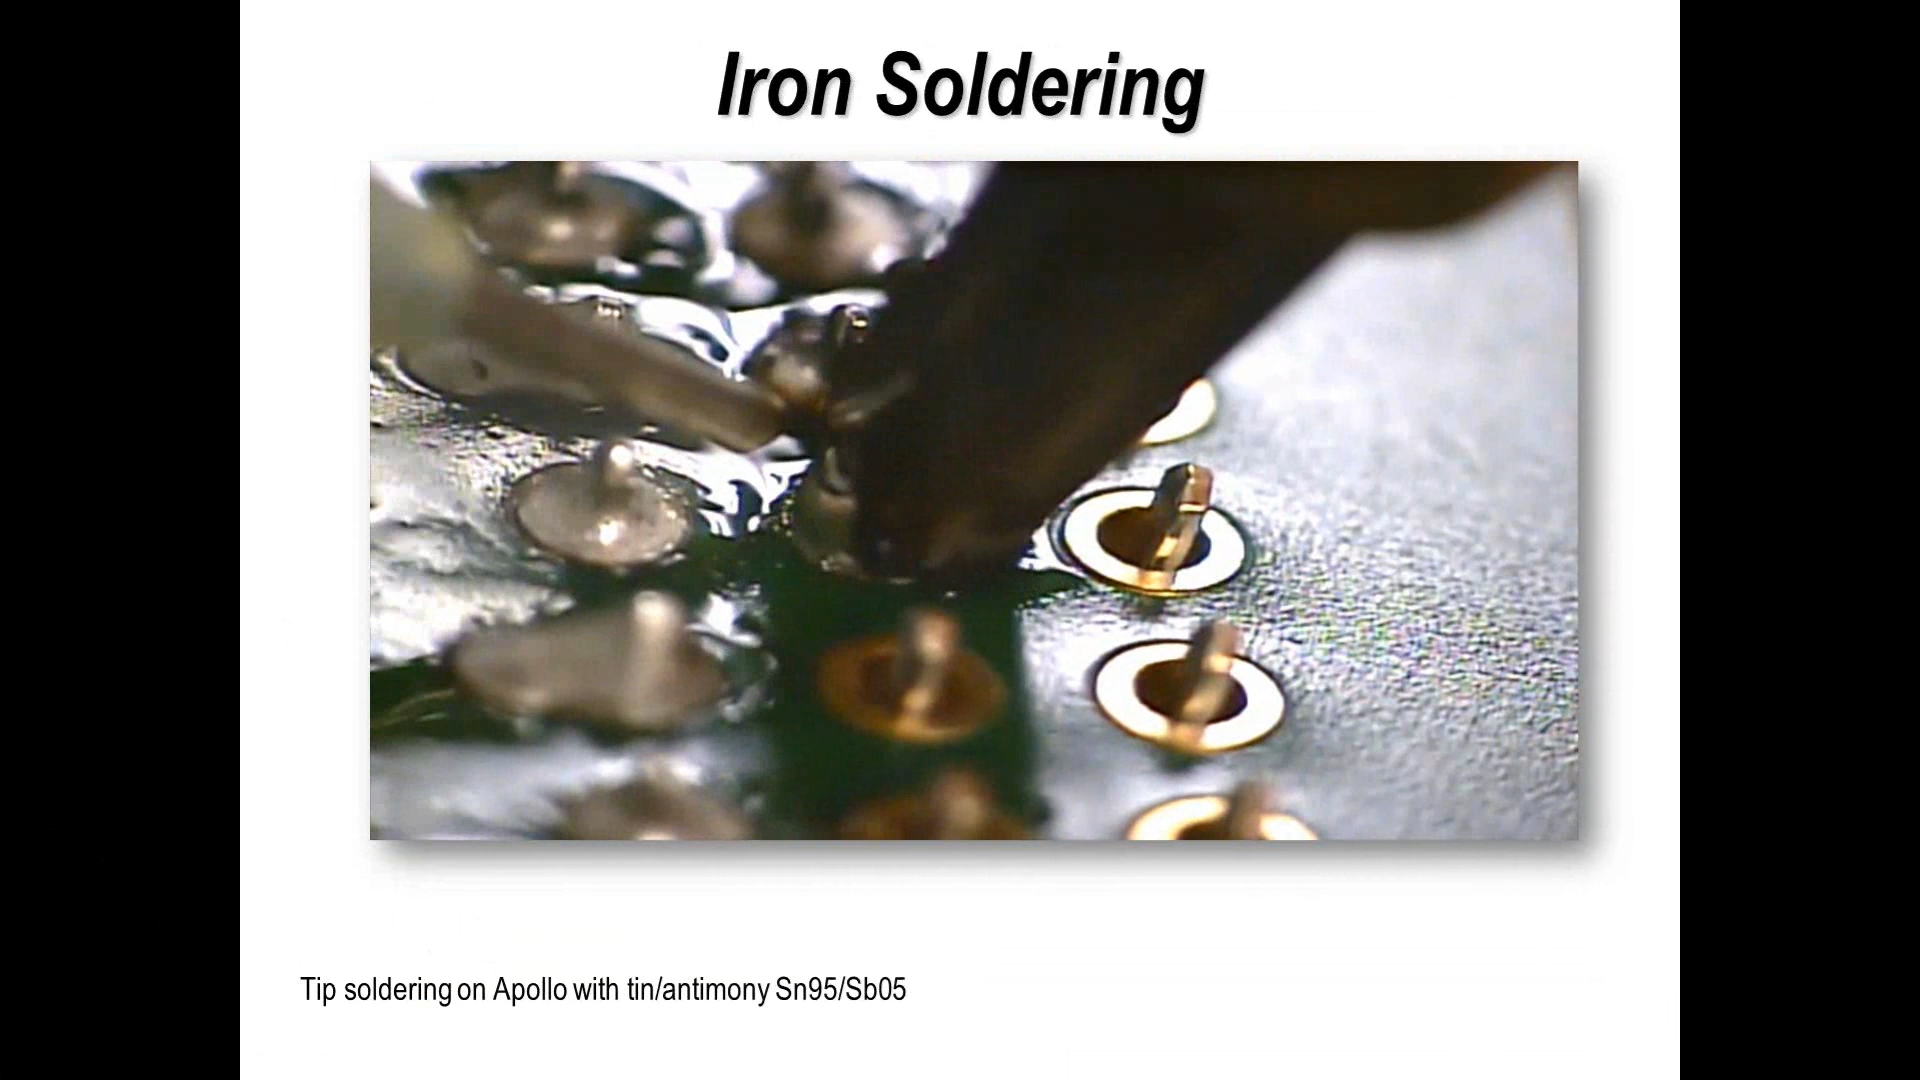 Iron Soldering
Tip soldering on Apollo with tin/antimony Sn95/Sb05